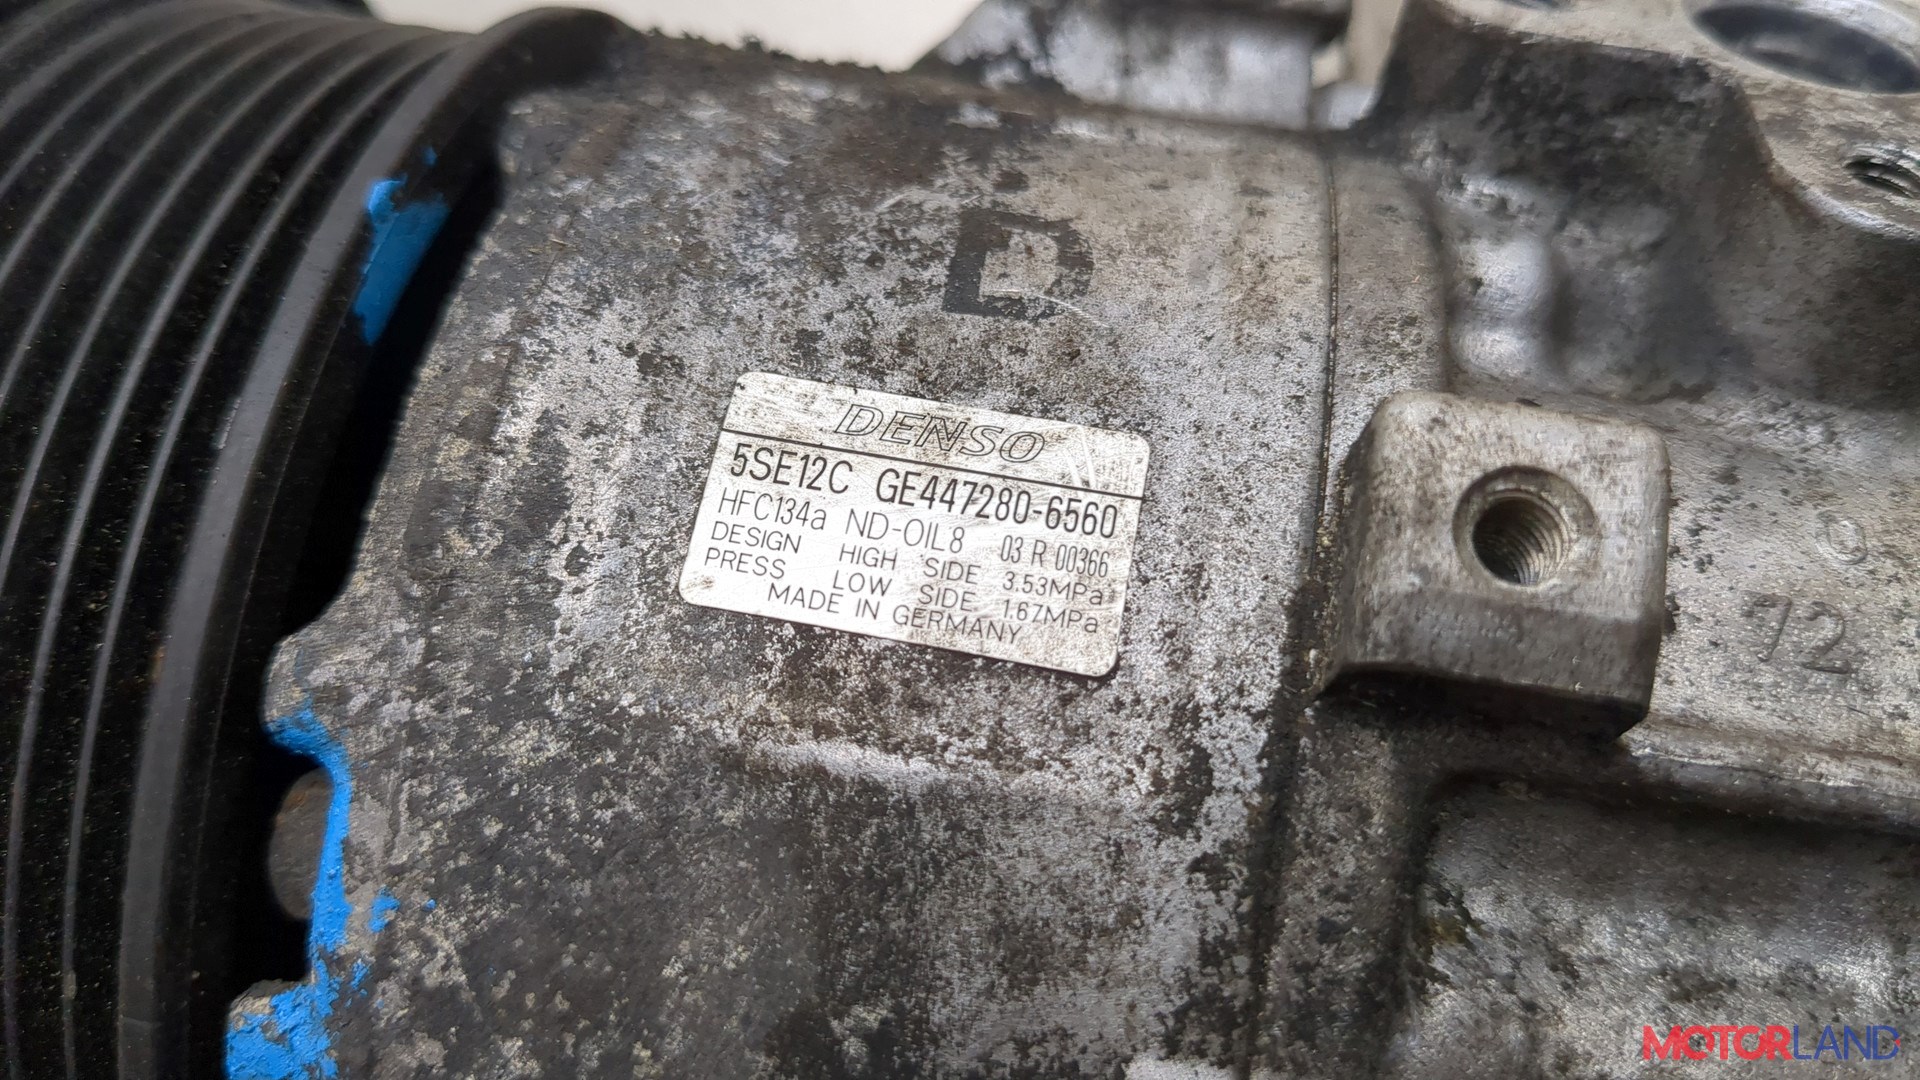 D
DENSO
5SE12C GE447280-6560
HFC134a ND-OIL8 03 R 00366
DESIGN HIGH SIDE 3.53MPa
PRESS LOW SIDE 1.67MPa
MADE IN GERMANY
9
12
MOTORLAND